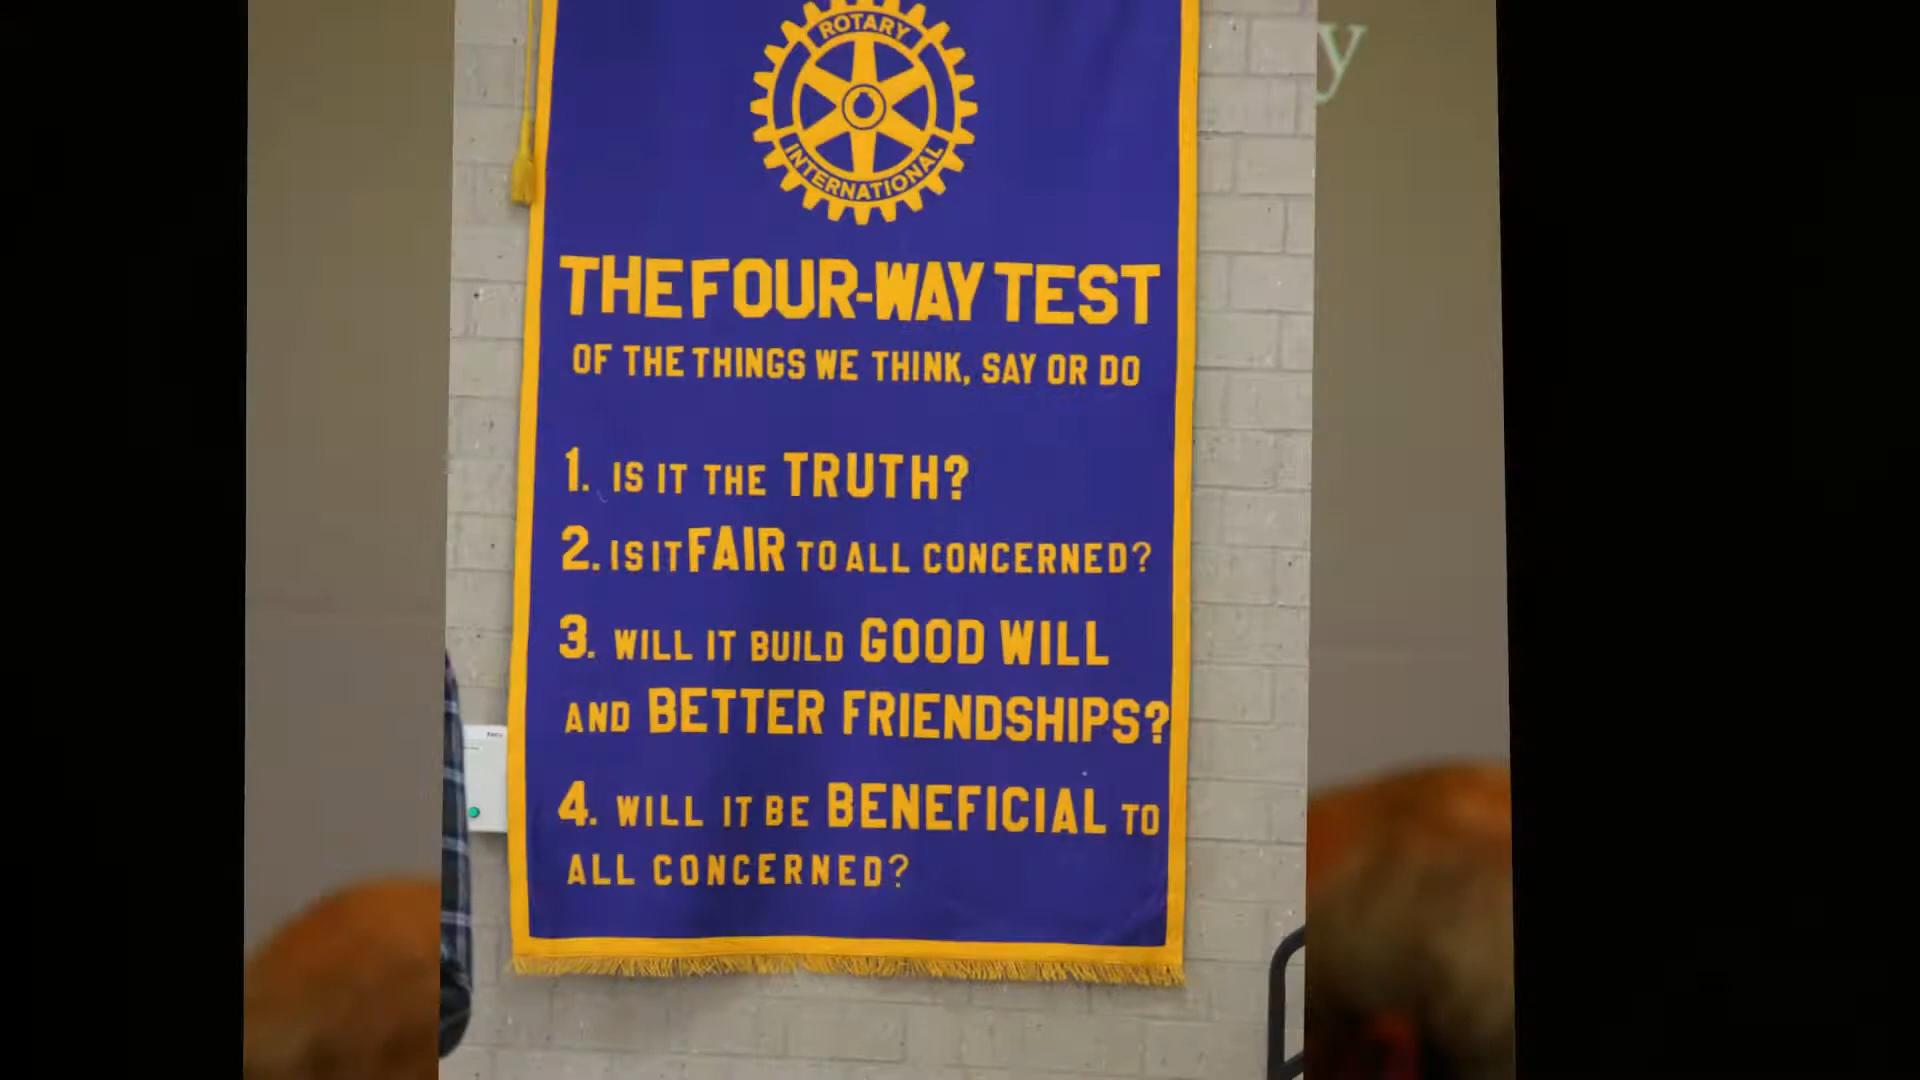 ROTARY
INTERNATIONAL
THE FOUR-WAY TEST
OF THE THINGS WE THINK, SAY OR DO
1. IS IT THE TRUTH?
2. IS IT FAIR TO ALL CONCERNED?
3. WILL IT BUILD GOOD WILL
AND BETTER FRIENDSHIPS?
4. WILL IT BE BENEFICIAL TO
ALL CONCERNED?
y